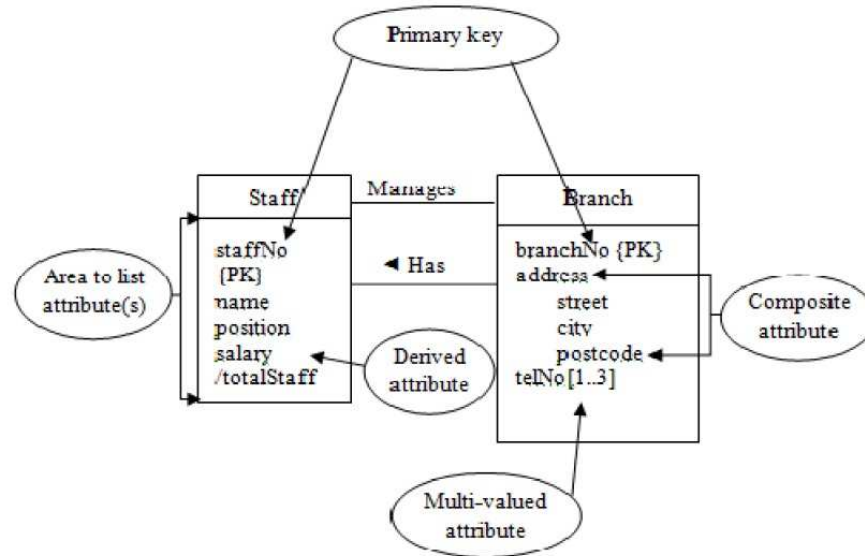 Primary key
Staff
Manages
Branch
staffNo
{PK}
name
position
salary
/totalStaff
Has
branchNo {PK}
address
street
city
postcode
telNo[1..3]
Area to list
attribute(s)
Derived
attribute
Composite
attribute
Multi-valued
attribute